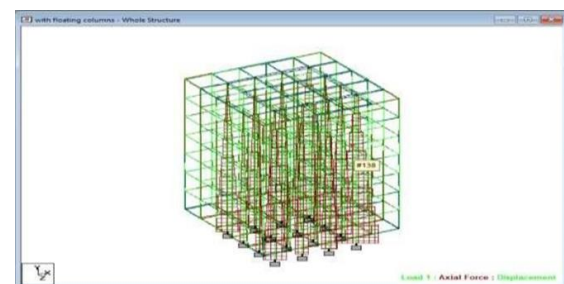 with floating columns - Whole Structure
#138
Y
X
Z
Load 1 : Axial Force : Displacement